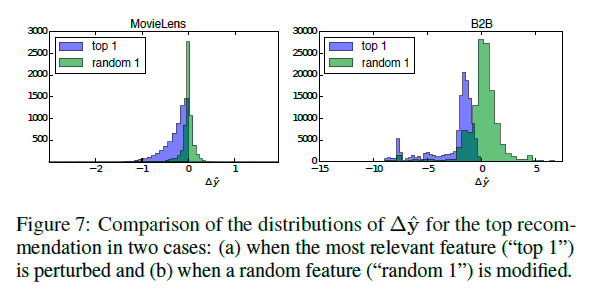 MovieLens
3000
2500
2000
1500
1000
500
top 1
random 1
−2 −1 0 1
Δŷ
B2B
30000
25000
20000
15000
10000
5000
0
top 1
random 1
−15 −10 −5 0 5
Δŷ
Figure 7: Comparison of the distributions of Δŷ for the top recom-
mendation in two cases: (a) when the most relevant feature (“top 1”)
is perturbed and (b) when a random feature (“random 1”) is modified.